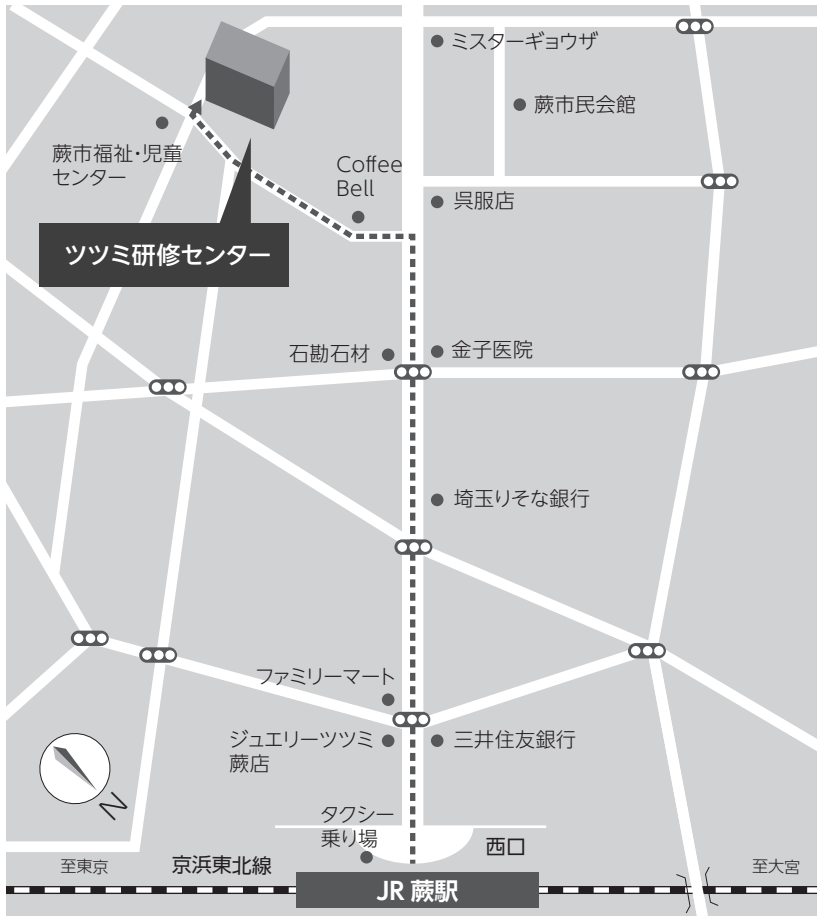 ミスターギョウザ
蕨市民会館
蕨市福祉・児童
センター
Coffee
Bell
呉服店
ツツミ研修センター
石勘石材
金子医院
埼玉りそな銀行
ファミリーマート
ジュエリーツツミ
蕨店
三井住友銀行
N
タクシー
乗り場
西口
至東京
京浜東北線
至大宮
JR 蕨駅